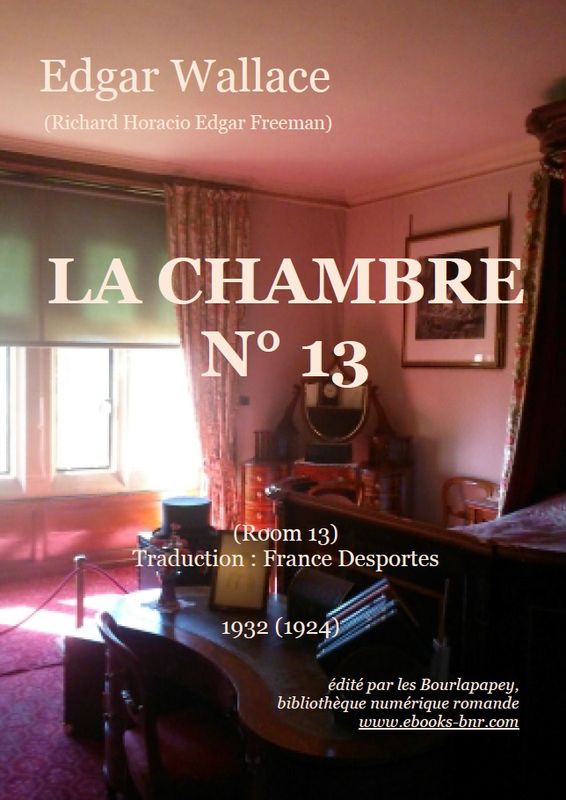 Edgar Wallace
(Richard Horacio Edgar Freeman)
LA CHAMBRE
N° 13
(Room 13)
Traduction : France Desportes
1932 (1924)
édité par les Bourlapapey,
bibliothèque numérique romande
www.ebooks-bnr.com